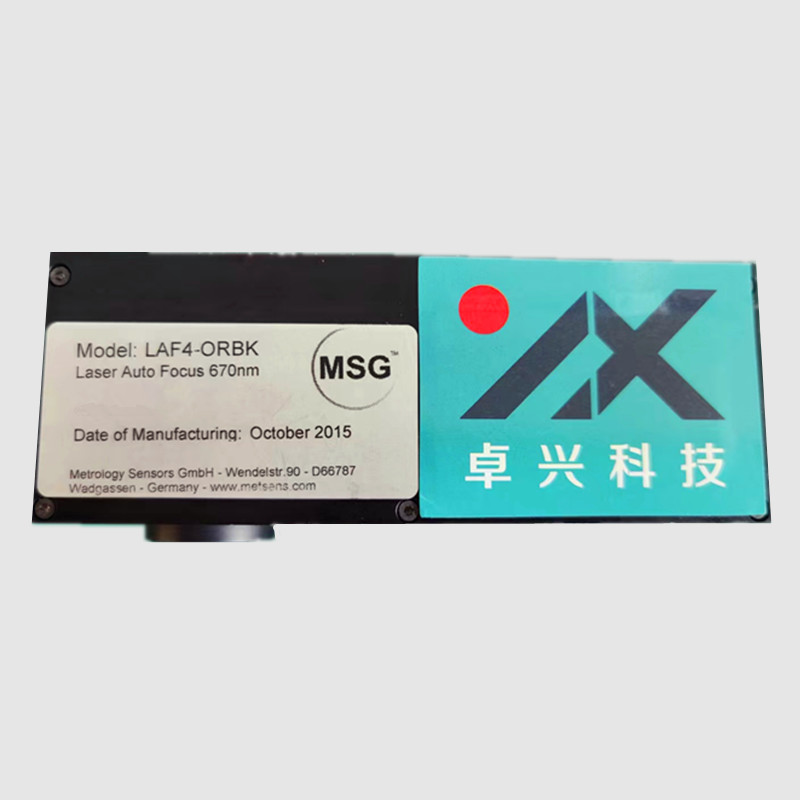 Model: LAF4-ORBK
Laser Auto Focus 670nm
MSG™
Date of Manufacturing: October 2015
Metrology Sensors GmbH - Wendelstr.90 - D66787
Wadgassen - Germany - www.metsens.com
卓兴科技